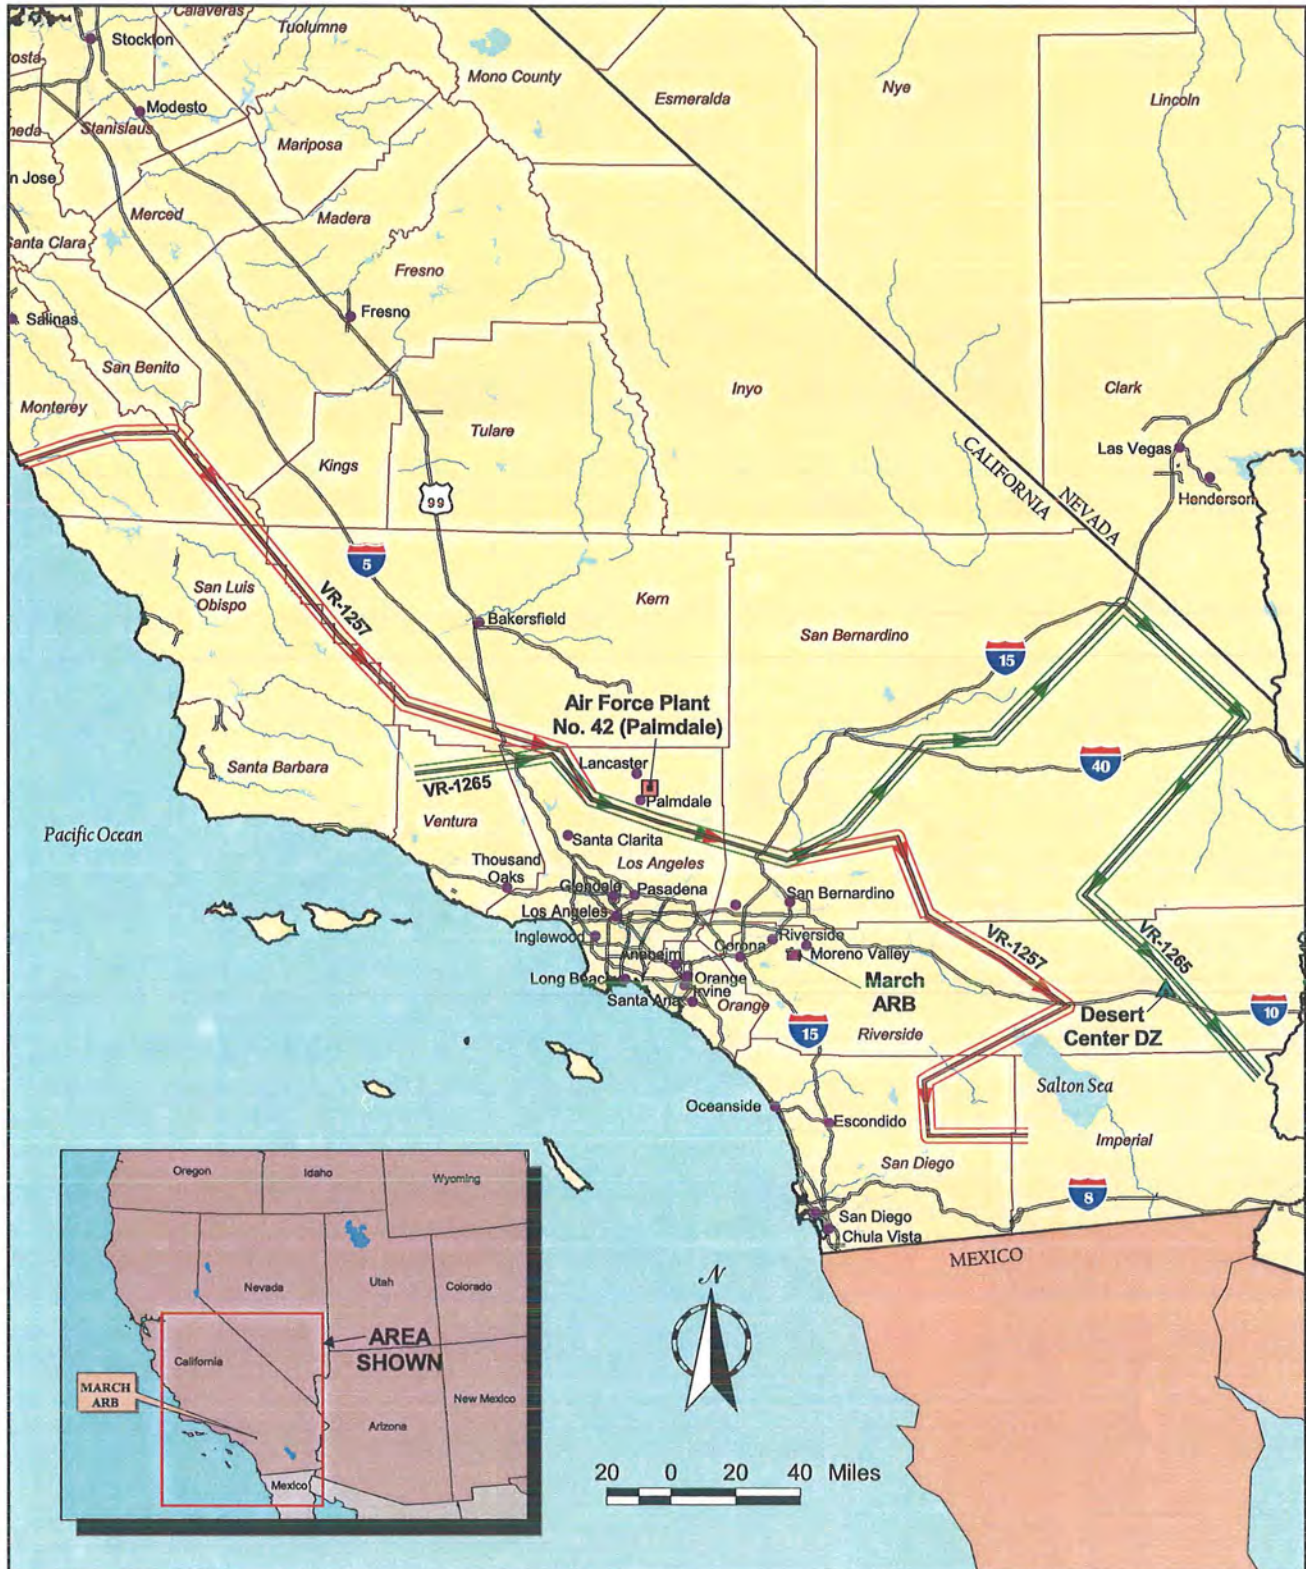 Calaveras
Tuolumne
Stockton
osta
Mono County
Esmeralda
Nye
Lincoln
Modesto
meda
Stanislaus
Mariposa
n Jose
Merced
Madera
Santa Clara
Fresno
Fresno
Salinas
San Benito
Inyo
Clark
Monterey
Tulare
Las Vegas
Kings
CALIFORNIA
NEVADA
Henderson
99
5
San Luis
Obispo
VR-1257
Kern
Bakersfield
San Bernardino
15
Air Force Plant
No. 42 (Palmdale)
Santa Barbara
Lancaster
40
VR-1265
Palmdale
Ventura
Pacific Ocean
Santa Clarita
Los Angeles
Thousand
Oaks
Glendale
Pasadena
San Bernardino
Los Angeles
Inglewood
Riverside
Corona
Moreno Valley
VR-1257
VR-1265
Anaheim
Long Beach
Orange
Irvine
Santa Ana
Orange
March
ARB
15
Riverside
Desert
Center DZ
10
Salton Sea
Oceanside
Escondido
Imperial
San Diego
8
San Diego
Chula Vista
MEXICO
Oregon
Idaho
Wyoming
Nevada
Utah
Colorado
AREA
SHOWN
California
MARCH
ARB
New Mexico
Arizona
Mexico
N
20 0 20 40 Miles